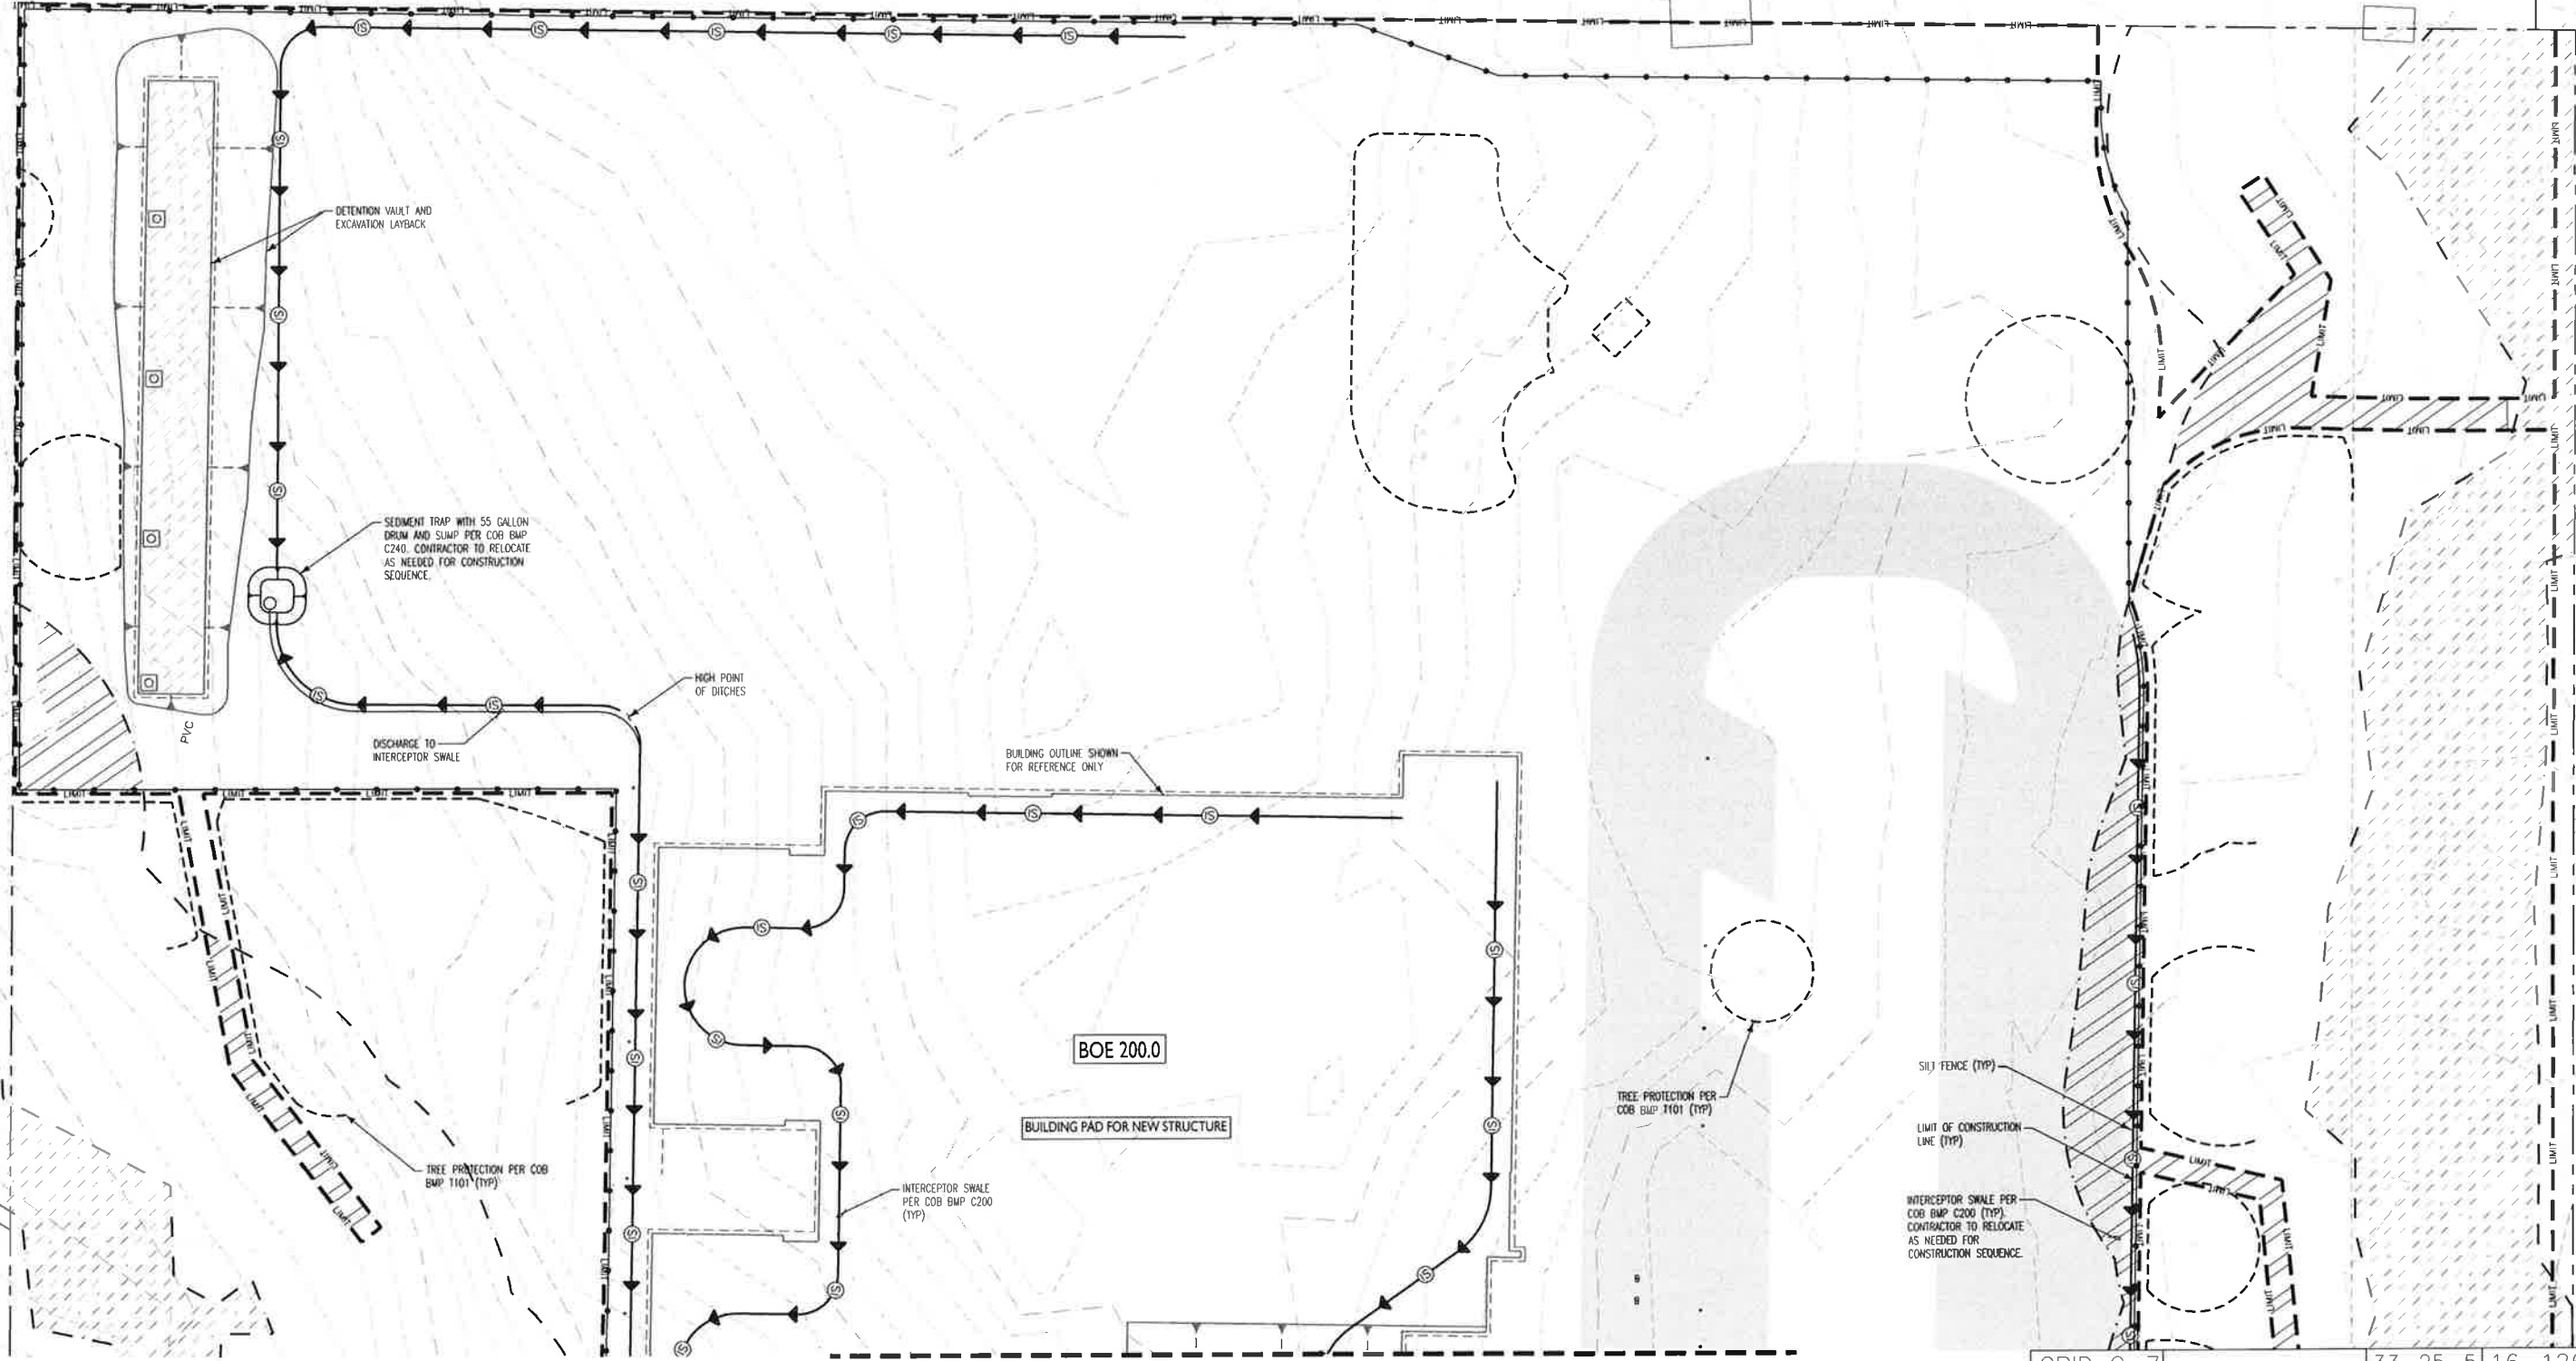 DETENTION VAULT AND
EXCAVATION LAYBACK
SEDIMENT TRAP WITH 55 GALLON
DRUM AND SUMP PER COB BMP
C240. CONTRACTOR TO RELOCATE
AS NEEDED FOR CONSTRUCTION
SEQUENCE.
HIGH POINT
OF DITCHES
PVC
DISCHARGE TO
INTERCEPTOR SWALE
BUILDING OUTLINE SHOWN
FOR REFERENCE ONLY
BOE 200.0
BUILDING PAD FOR NEW STRUCTURE
TREE PROTECTION PER COB
BMP T101 (TYP)
INTERCEPTOR SWALE
PER COB BMP C200
(TYP)
TREE PROTECTION PER
COB BMP T101 (TYP)
SILT FENCE (TYP)
LIMIT OF CONSTRUCTION
LINE (TYP)
INTERCEPTOR SWALE PER
COB BMP C200 (TYP).
CONTRACTOR TO RELOCATE
AS NEEDED FOR
CONSTRUCTION SEQUENCE.
LIMIT
IS